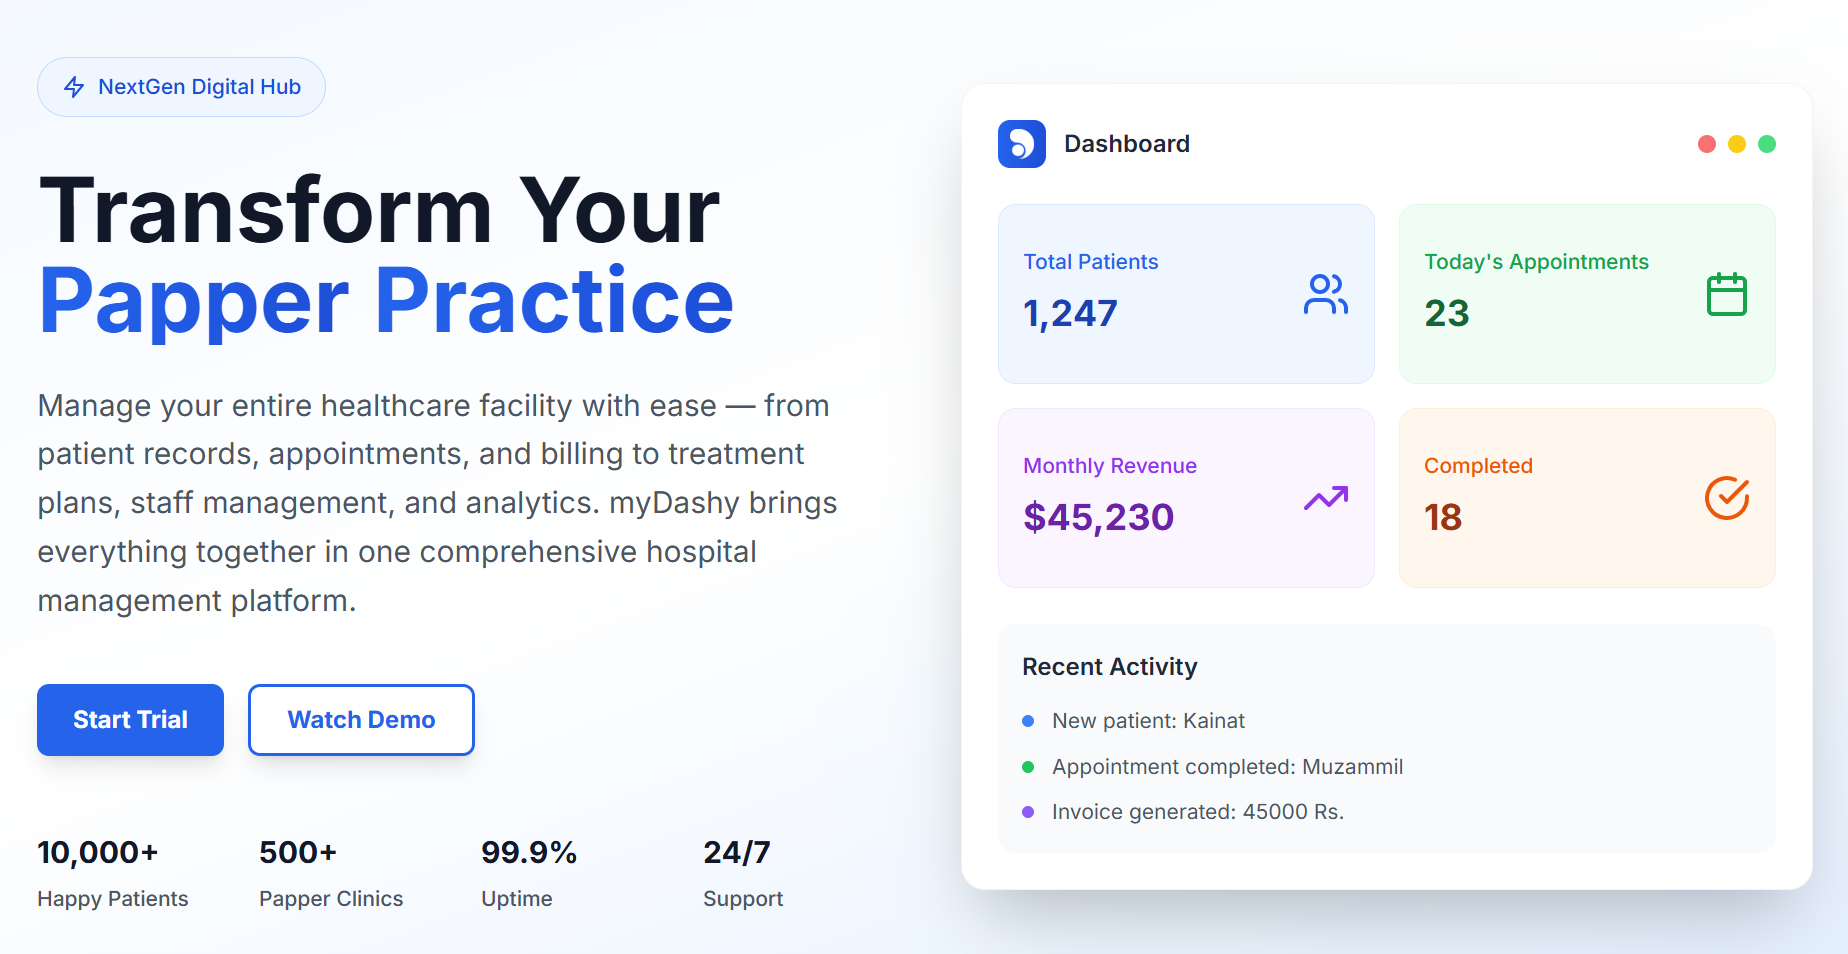 NextGen Digital Hub
Transform Your
Papper Practice
Manage your entire healthcare facility with ease — from
patient records, appointments, and billing to treatment
plans, staff management, and analytics. myDashy brings
everything together in one comprehensive hospital
management platform.
Start Trial
Watch Demo
10,000+
Happy Patients
500+
Papper Clinics
99.9%
Uptime
24/7
Support
Dashboard
Total Patients
1,247
Today's Appointments
23
Monthly Revenue
$45,230
Completed
18
Recent Activity
New patient: Kainat
Appointment completed: Muzammil
Invoice generated: 45000 Rs.